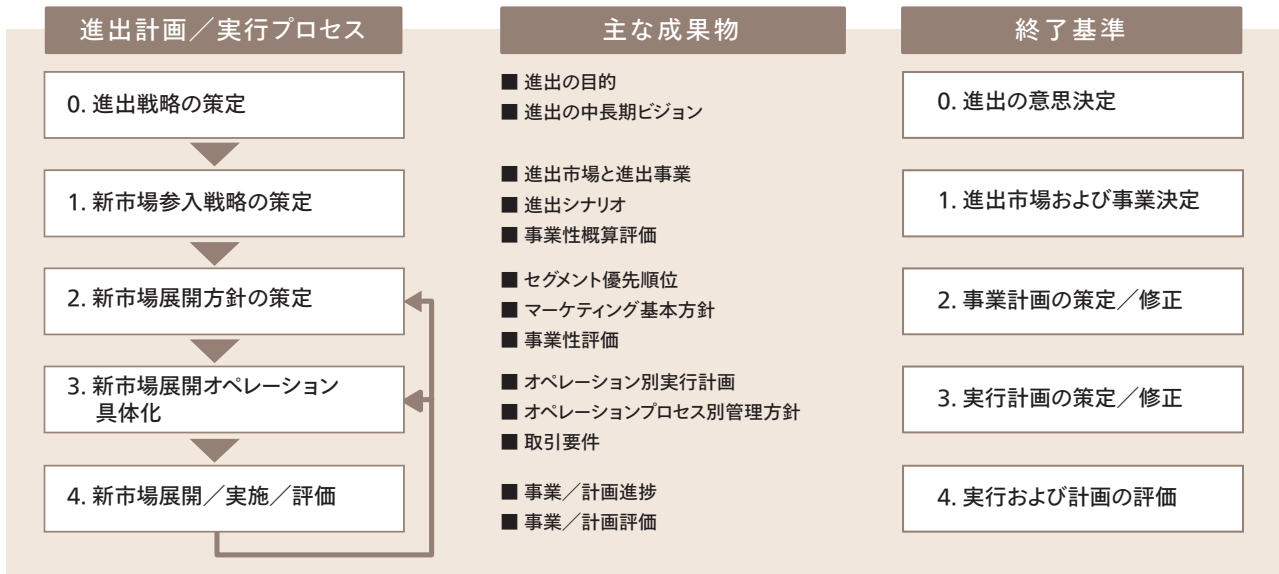 進出計画／実行プロセス
0. 進出戦略の策定
1. 新市場参入戦略の策定
2. 新市場展開方針の策定
3. 新市場展開オペレーション
具体化
4. 新市場展開／実施／評価
主な成果物
■ 進出の目的
■ 進出の中長期ビジョン
■ 進出市場と進出事業
■ 進出シナリオ
■ 事業性概算評価
■ セグメント優先順位
■ マーケティング基本方針
■ 事業性評価
■ オペレーション別実行計画
■ オペレーションプロセス別管理方針
■ 取引要件
■ 事業／計画進捗
■ 事業／計画評価
終了基準
0. 進出の意思決定
1. 進出市場および事業決定
2. 事業計画の策定／修正
3. 実行計画の策定／修正
4. 実行および計画の評価